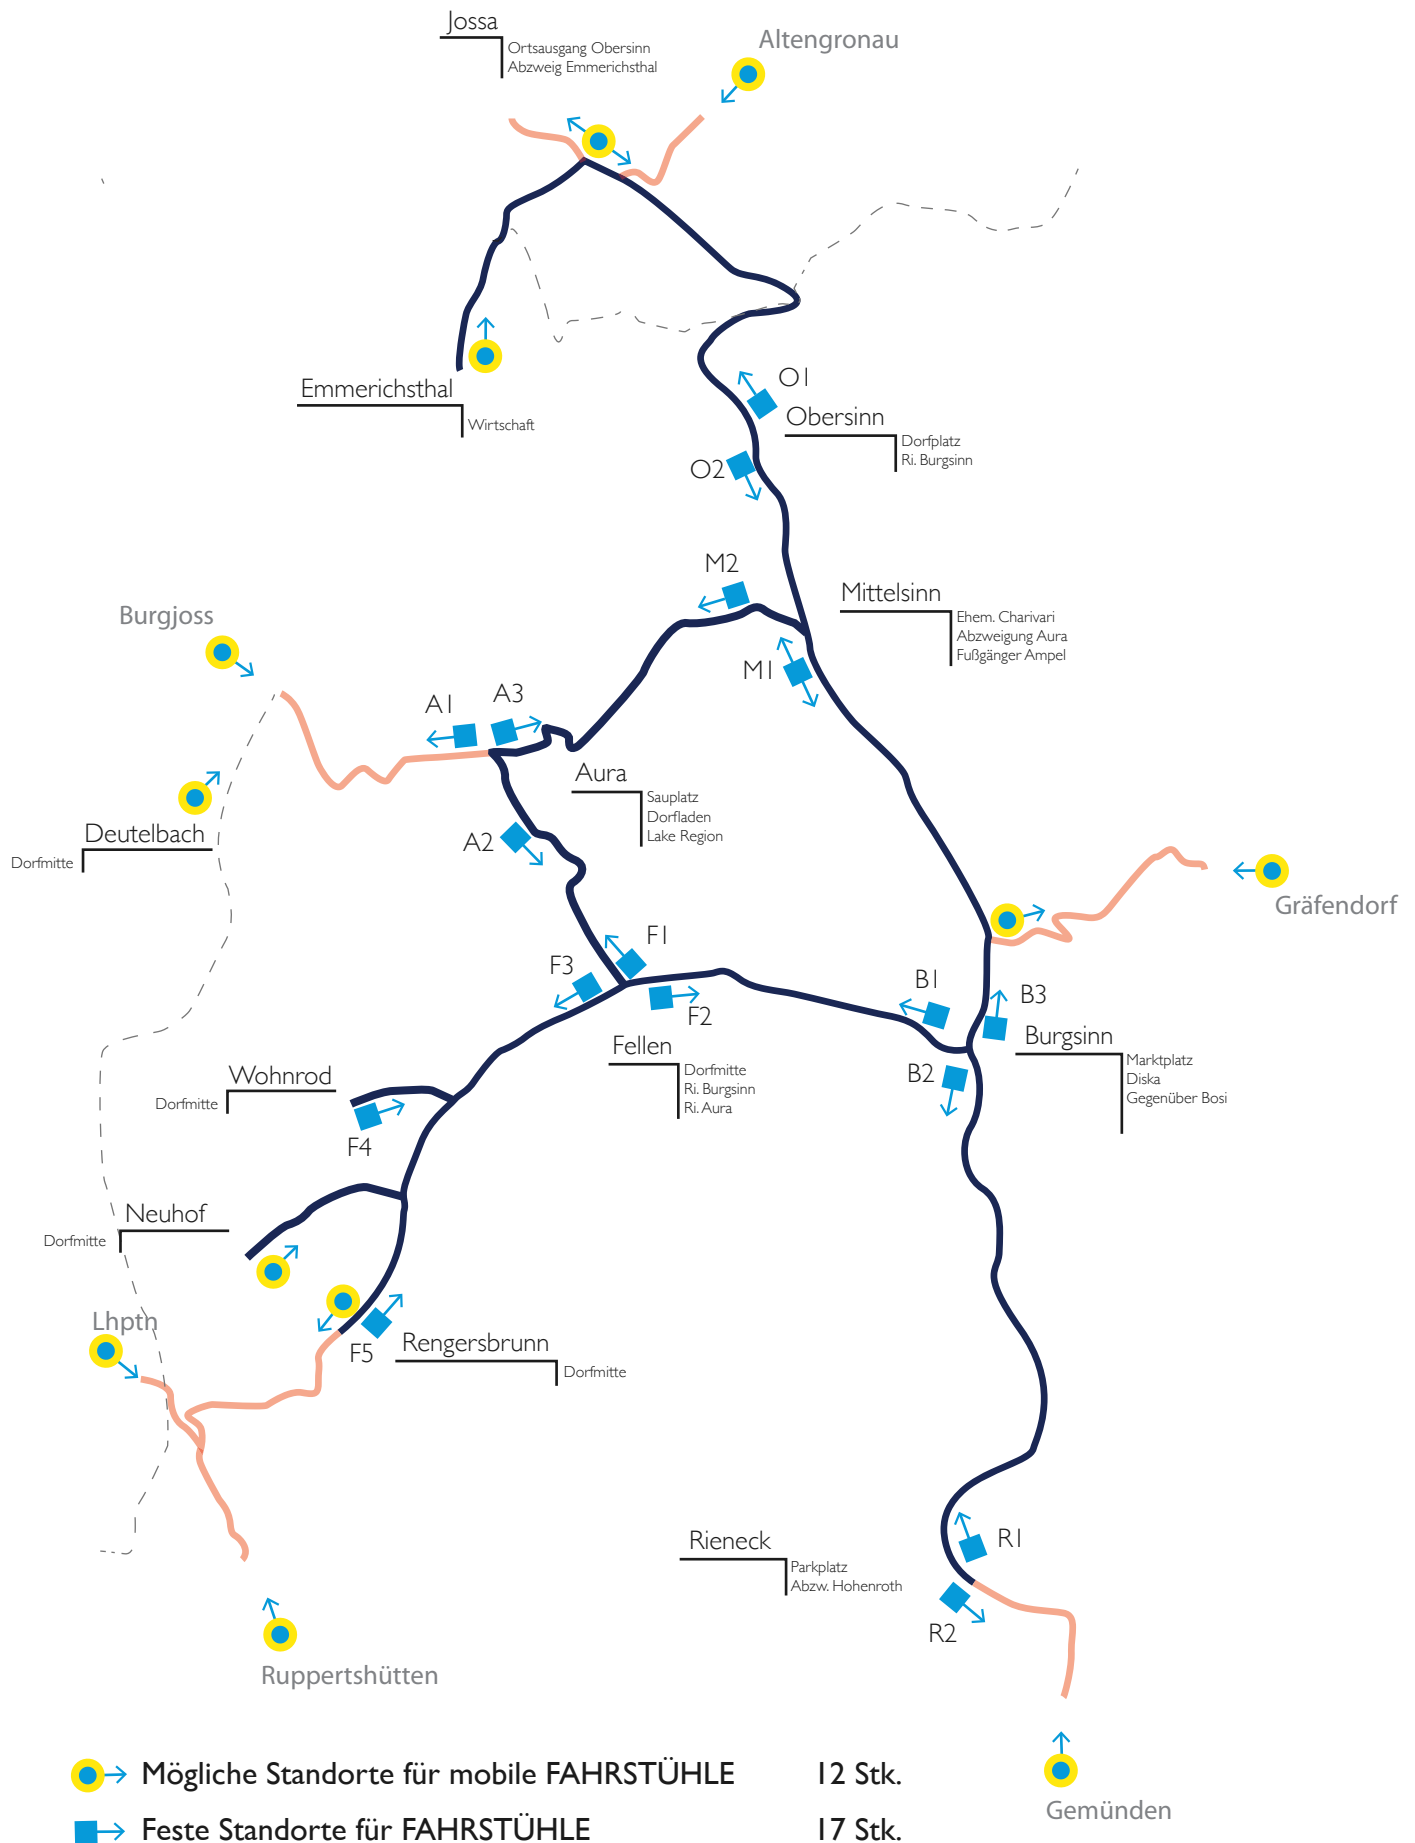 Jossa
Ortsausgang Obersinn
Abzweig Emmerichsthal
Altengronau
Emmerichsthal
Wirtschaft
O1
Obersinn
Dorfplatz
Ri. Burgsinn
O2
M2
Mittelsinn
Ehem. Charivari
Abzweigung Aura
Fußgänger Ampel
M1
Burgjoss
A1
A3
Aura
Sauplatz
Dorfladen
Lake Region
A2
Deutelbach
Dorfmitte
Gräfendorf
F1
F3
F2
Fellen
Dorfmitte
Ri. Burgsinn
Ri. Aura
B1
B3
Burgsinn
Marktplatz
Diska
Gegenüber Bosi
B2
Wohnrod
Dorfmitte
F4
Neuhof
Dorfmitte
Lhptn
F5
Rengersbrunn
Dorfmitte
Rieneck
Parkplatz
Abzw. Hohenroth
R1
R2
Ruppertshütten
Gemünden
Mögliche Standorte für mobile FAHRSTÜHLE 12 Stk.
Feste Standorte für FAHRSTÜHLE 17 Stk.